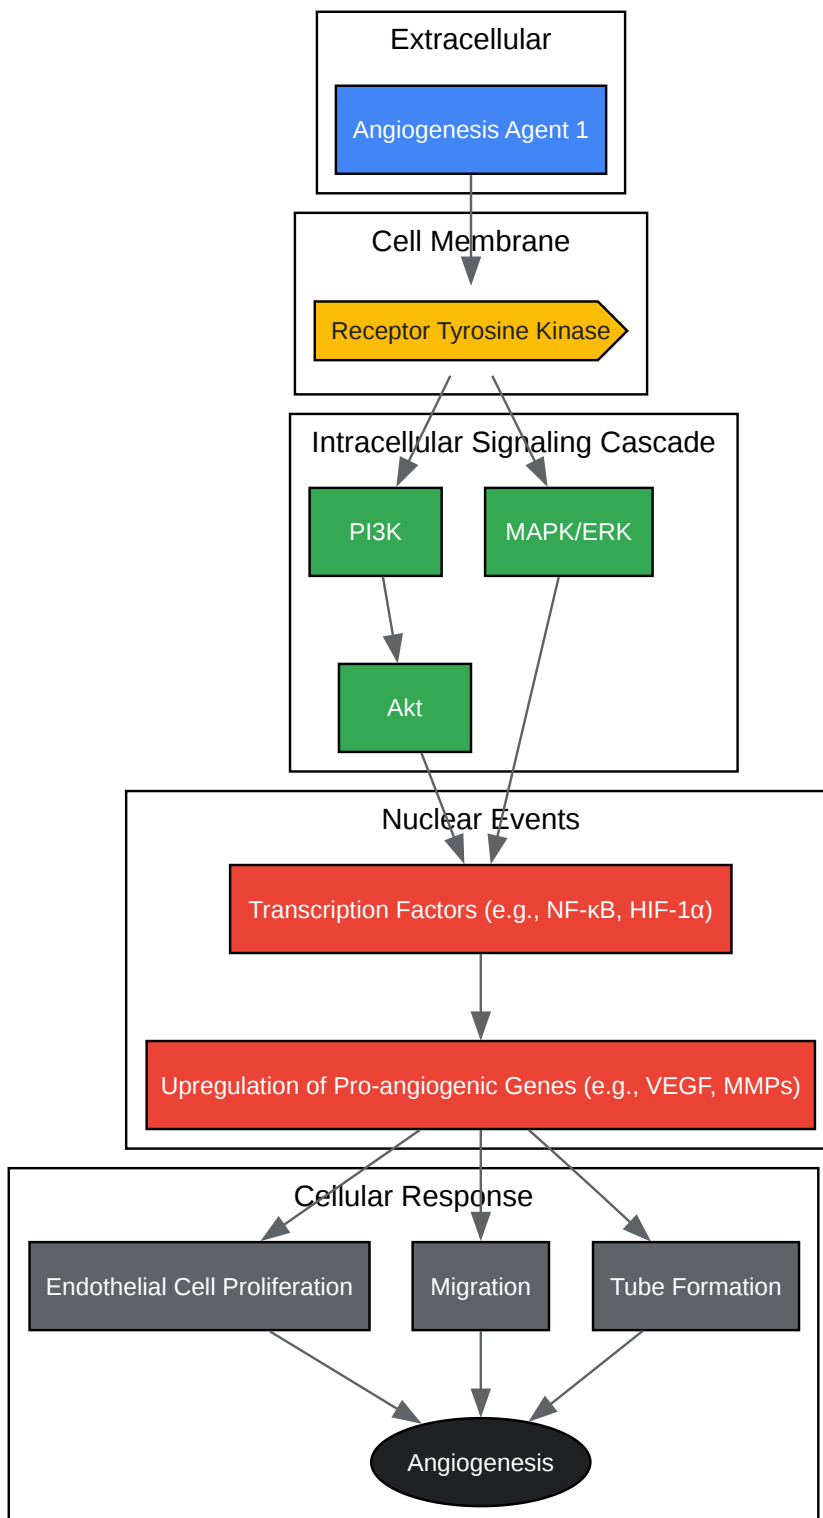 Extracellular
Angiogenesis Agent 1
Cell Membrane
Receptor Tyrosine Kinase
Intracellular Signaling Cascade
PI3K
MAPK/ERK
Akt
Nuclear Events
Transcription Factors (e.g., NF-κB, HIF-1α)
Upregulation of Pro-angiogenic Genes (e.g., VEGF, MMPs)
Cellular Response
Endothelial Cell Proliferation
Migration
Tube Formation
Angiogenesis